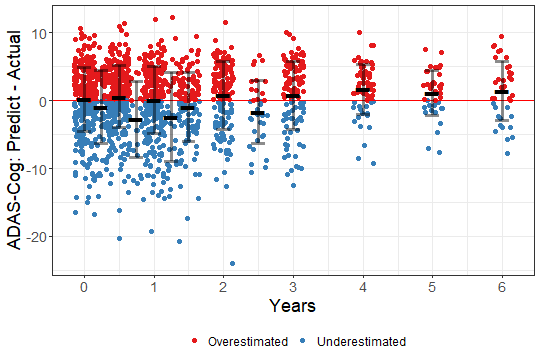 ADAS-Cog: Predict - Actual
10
0
-10
-20
0 1 2 3 4 5 6
Years
Overestimated Underestimated